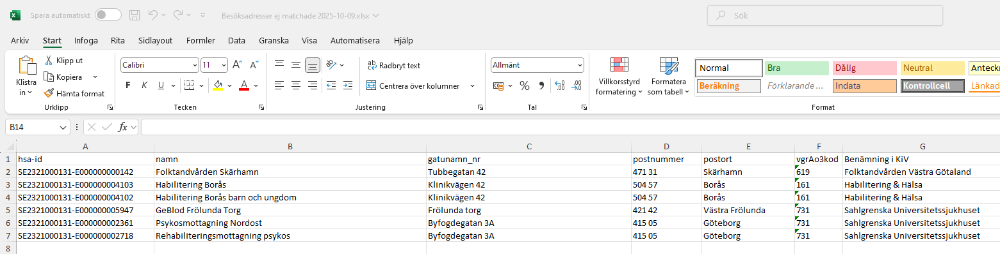 Spara automatiskt Besöksadresser ej matchade 2025-10-09.xlsx Sök
Arkiv Start Infoga Rita Sidlayout Formler Data Granska Visa Automatisera Hjälp
Klistra in
Klipp ut
Kopiera
Hämta format
Urklipp
Calibri 11 A A
F K U A
Tecken
ab Radbryt text
Centrera över kolumner
Justering
Allmänt
% ,0 ,00 ,00 ,0
Tal
Villkorsstyrd formatering
Formatera som tabell
Normal Bra Dålig Neutral Anteckn
Beräkning Förklarande ... Indata Kontrollcell Länkad
Format
B14 fx
A B C D E F G
1 hsa-id namn gatunamn_nr postnummer postort vgrAo3kod Benämning i KiV
2 SE2321000131-E000000000142 Folktandvården Skärhamn Tubbegatan 42 471 31 Skärhamn 619 Folktandvården Västra Götaland
3 SE2321000131-E000000004103 Habilitering Borås Klinikvägen 42 504 57 Borås 161 Habilitering & Hälsa
4 SE2321000131-E000000004102 Habilitering Borås barn och ungdom Klinikvägen 42 504 57 Borås 161 Habilitering & Hälsa
5 SE2321000131-E000000005947 GeBlod Frölunda Torg Frölunda torg 421 42 Västra Frölunda 731 Sahlgrenska Universitetssjukhuset
6 SE2321000131-E000000002361 Psykosmottagning Nordost Byfogdegatan 3A 415 05 Göteborg 731 Sahlgrenska Universitetssjukhuset
7 SE2321000131-E000000002718 Rehabiliteringsmottagning psykos Byfogdegatan 3A 415 05 Göteborg 731 Sahlgrenska Universitetssjukhuset
8